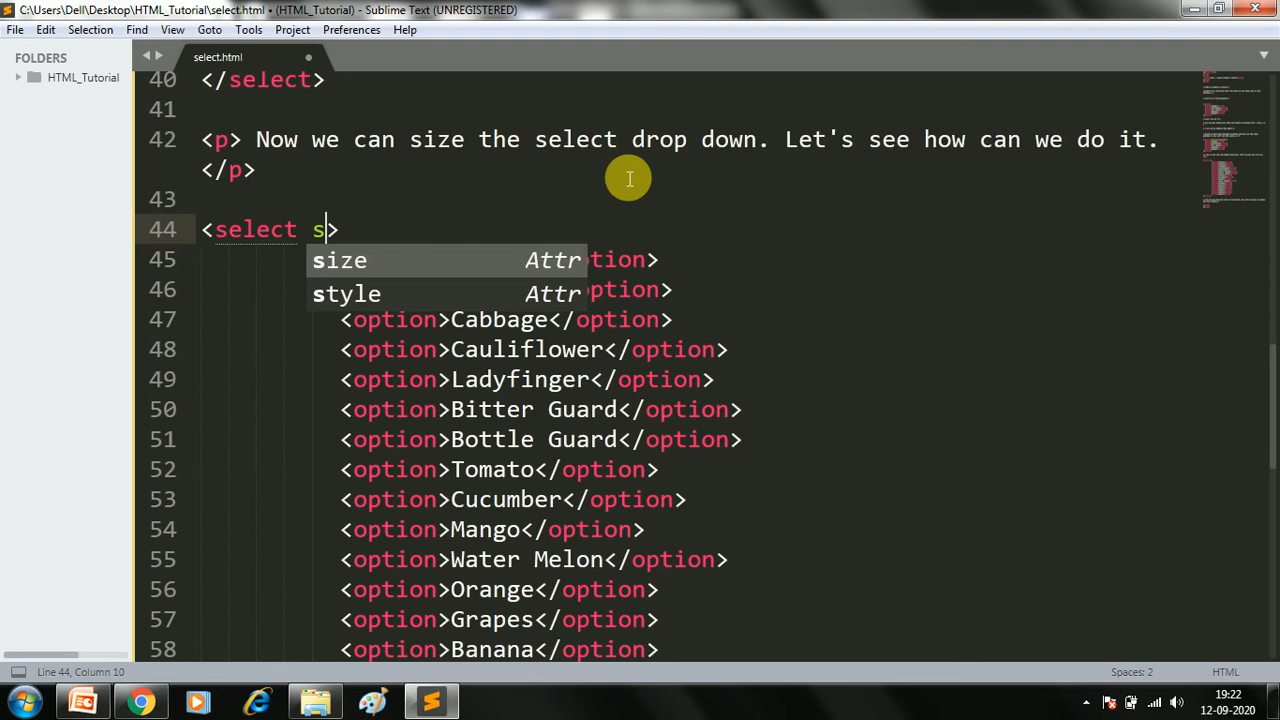 C:\Users\Dell\Desktop\HTML_Tutorial\select.html • (HTML_Tutorial) - Sublime Text (UNREGISTERED)
File Edit Selection Find View Goto Tools Project Preferences Help
FOLDERS
HTML_Tutorial
select.html
40 </select>
41
42 <p> Now we can size the select drop down. Let's see how can we do it.
</p>
43
44 <select s>
size Attr
style Attr
45 tion>
46 option>
47 <option>Cabbage</option>
48 <option>Cauliflower</option>
49 <option>Ladyfinger</option>
50 <option>Bitter Guard</option>
51 <option>Bottle Guard</option>
52 <option>Tomato</option>
53 <option>Cucumber</option>
54 <option>Mango</option>
55 <option>Water Melon</option>
56 <option>Orange</option>
57 <option>Grapes</option>
58 <option>Banana</option>
Line 44, Column 10 Spaces: 2 HTML
19:22
12-09-2020